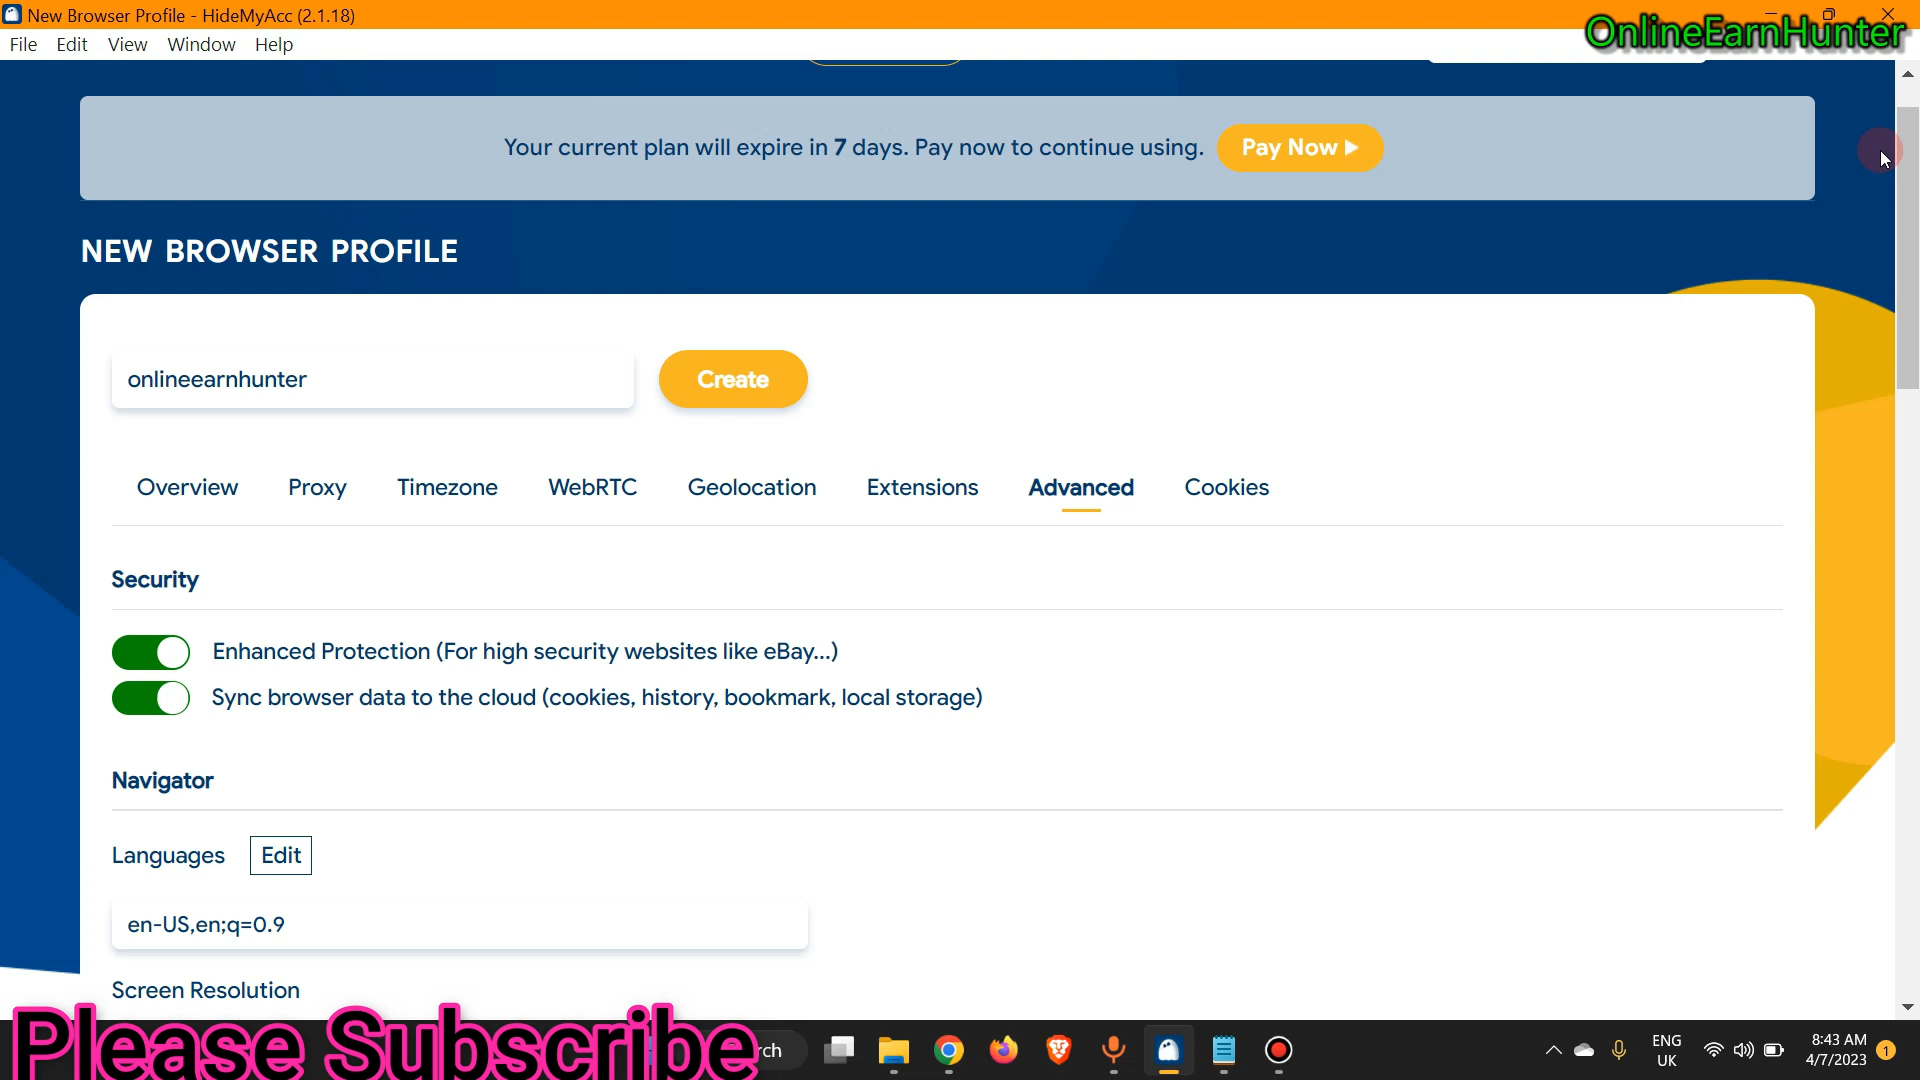 New Browser Profile - HideMyAcc (2.1.18)
OnlineEarnHunter
File Edit View Window Help
Your current plan will expire in 7 days. Pay now to continue using. Pay Now
NEW BROWSER PROFILE
onlineearnhunter Create
Overview Proxy Timezone WebRTC Geolocation Extensions Advanced Cookies
Security
Enhanced Protection (For high security websites like eBay...)
Sync browser data to the cloud (cookies, history, bookmark, local storage)
Navigator
Languages Edit
en-US,en;q=0.9
Screen Resolution
Please Subscribe
ENG 8:43 AM
UK 4/7/2023 1